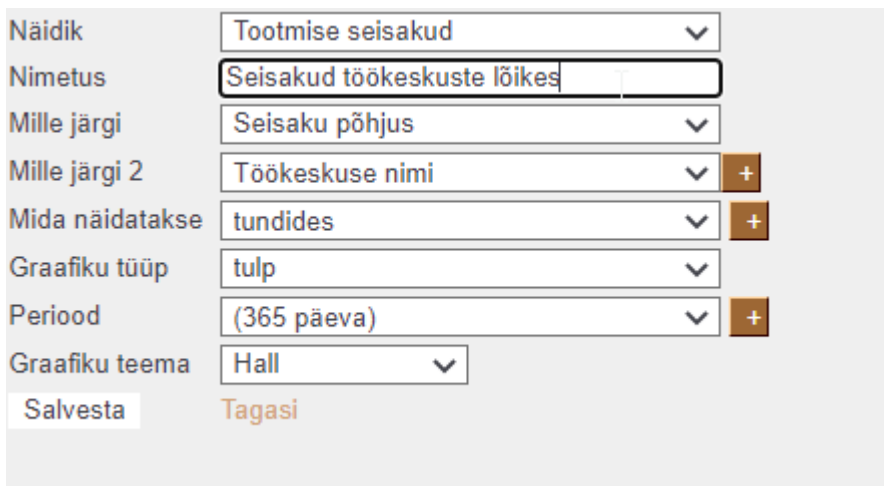 Näidik Tootmise seisakud
Nimetus Seisakud töökeskuste lõikes
Mille järgi Seisaku põhjus
Mille järgi 2 Töökeskuse nimi +
Mida näidatakse tundides +
Graafiku tüüp tulp
Periood (365 päeva) +
Graafiku teema Hall
Salvesta Tagasi